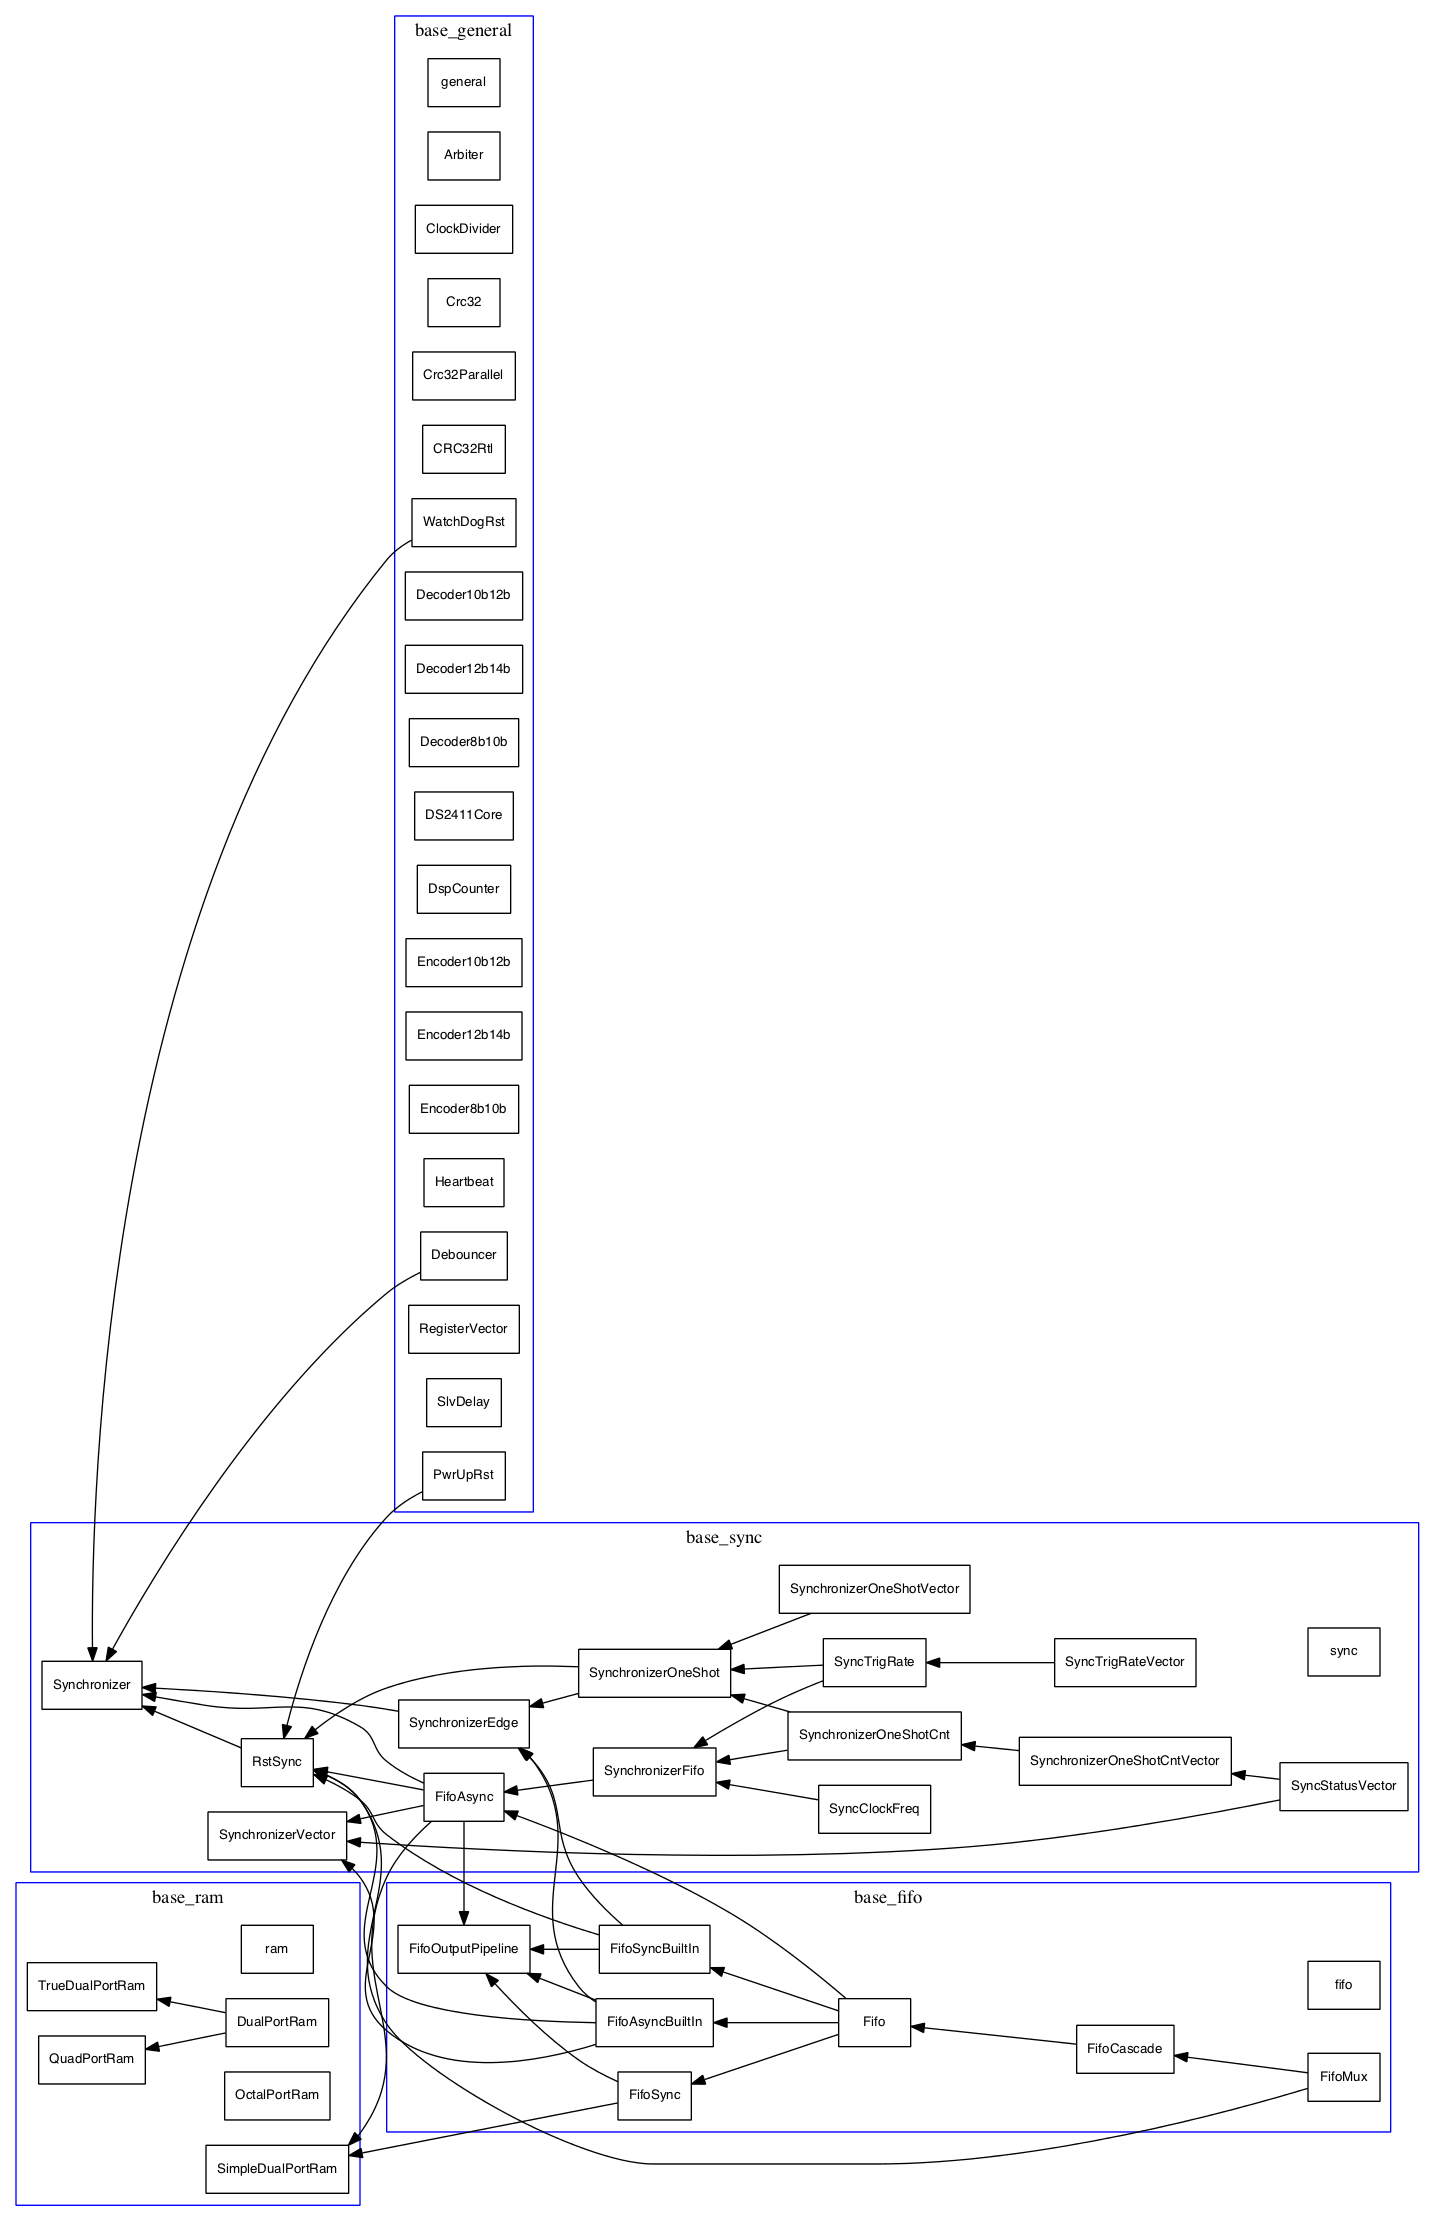 base_general
general
Arbiter
ClockDivider
Crc32
Crc32Parallel
CRC32Rtl
WatchDogRst
Decoder10b12b
Decoder12b14b
Decoder8b10b
DS2411Core
DspCounter
Encoder10b12b
Encoder12b14b
Encoder8b10b
Heartbeat
Debouncer
RegisterVector
SlvDelay
PwrUpRst
base_sync
SynchronizerOneShotVector
sync
SyncTrigRate
SyncTrigRateVector
SynchronizerOneShot
Synchronizer
SynchronizerEdge
SynchronizerOneShotCnt
SynchronizerOneShotCntVector
RstSync
SynchronizerFifo
SyncStatusVector
FifoAsync
SyncClockFreq
SynchronizerVector
base_ram
ram
TrueDualPortRam
DualPortRam
QuadPortRam
OctalPortRam
SimpleDualPortRam
base_fifo
FifoOutputPipeline
FifoSyncBuiltIn
fifo
FifoAsyncBuiltIn
Fifo
FifoCascade
FifoMux
FifoSync